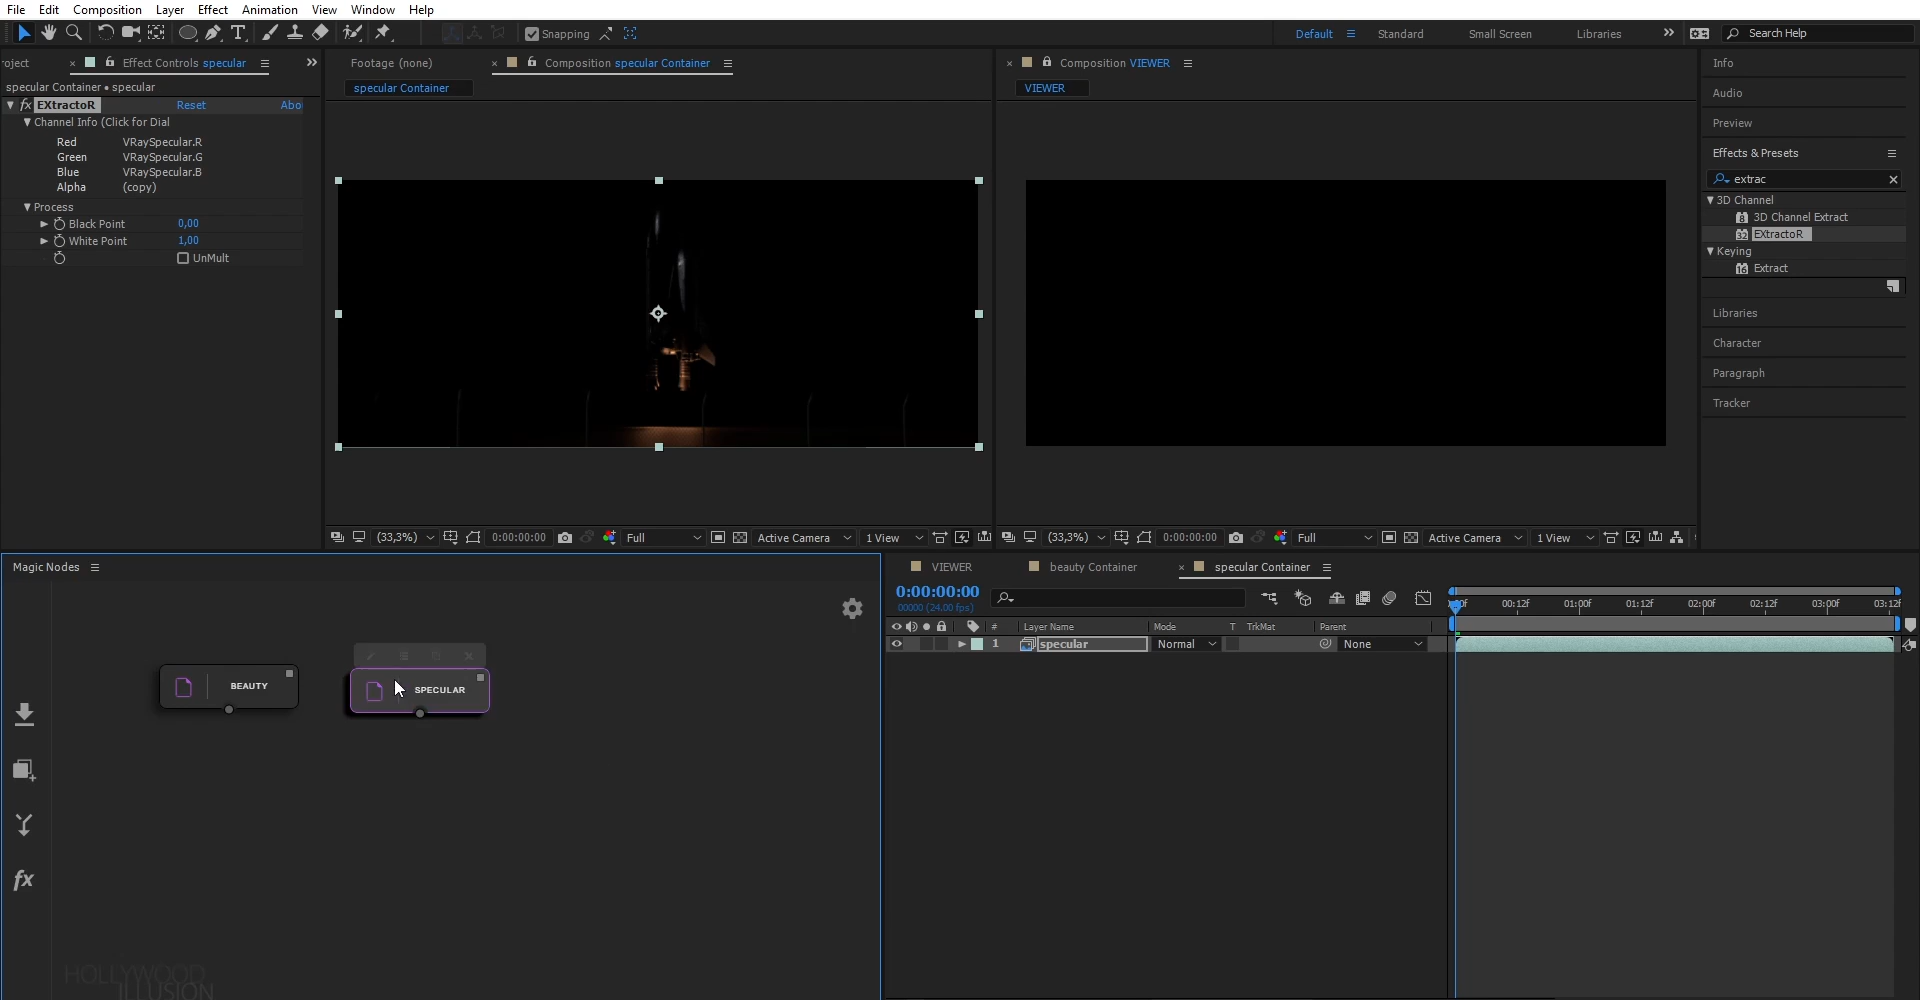 File Edit Composition Layer Effect Animation View Window Help
Snapping
Default Standard Small Screen Libraries Search Help
oject Effect Controls specular
specular Container • specular
fx EXtractoR Reset Abo
Channel Info (Click for Dial
Red VRaySpecular.R
Green VRaySpecular.G
Blue VRaySpecular.B
Alpha (copy)
Process
Black Point 0,00
White Point 1,00
UnMult
Footage (none) Composition specular Container
specular Container
(33,3%) 0:00:00:00 Full Active Camera 1 View
Composition VIEWER
VIEWER
(33,3%) 0:00:00:00 Full Active Camera 1 View
Info
Audio
Preview
Effects & Presets
extrac
3D Channel
8 3D Channel Extract
32 EXtractoR
Keying
16 Extract
Libraries
Character
Paragraph
Tracker
Magic Nodes
BEAUTY
SPECULAR
fx
HOLLYWOOD
ILLUSION
VIEWER beauty Container specular Container
0:00:00:00
00000 (24.00 fps)
00:12f 01:00f 01:12f 02:00f 02:12f 03:00f 03:12f
# Layer Name Mode T TrkMat Parent
1 specular Normal None